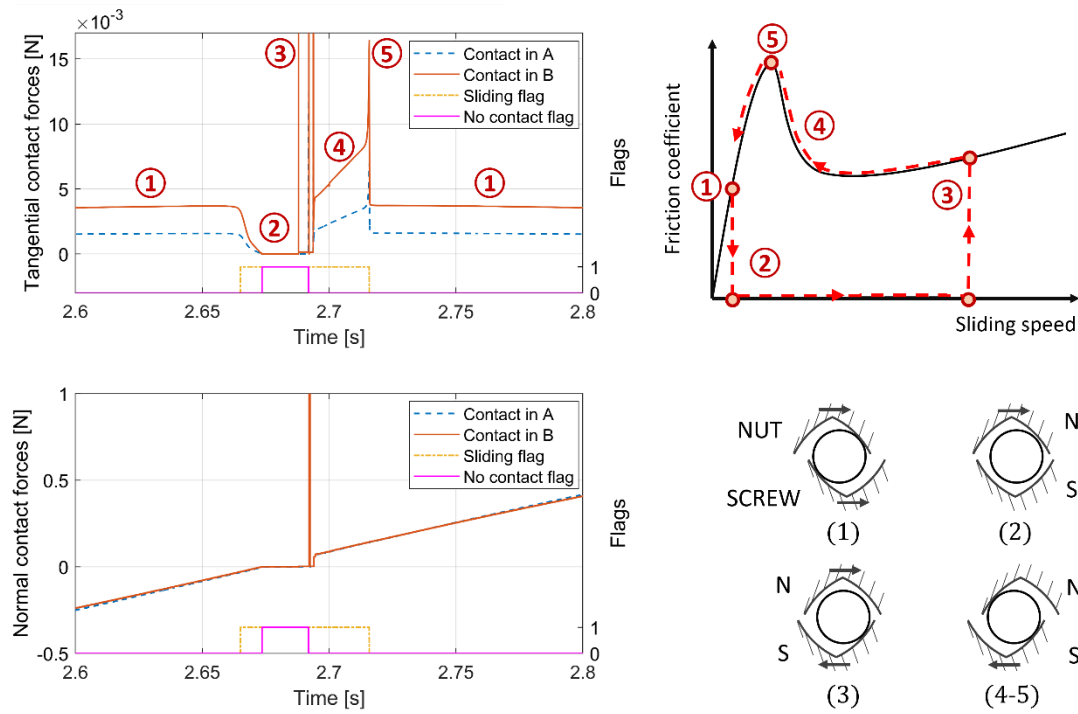 ×10⁻³
Tangential contact forces [N]
15
10
5
0
Contact in A
Contact in B
Sliding flag
No contact flag
1
2
3
4
5
1
Flags
1
0
2.6
2.65
2.7
2.75
2.8
Time [s]
Friction coefficient
5
4
1
3
2
Sliding speed
Normal contact forces [N]
1
0.5
0
-0.5
Contact in A
Contact in B
Sliding flag
No contact flag
Flags
1
0
2.6
2.65
2.7
2.75
2.8
Time [s]
NUT
SCREW
(1)
N
S
(2)
N
S
(3)
N
S
(4-5)